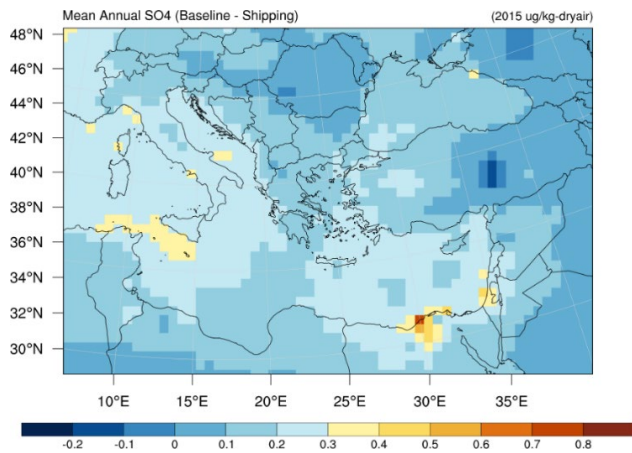 Mean Annual SO4 (Baseline - Shipping) (2015 ug/kg-dryair)
48°N
46°N
44°N
42°N
40°N
38°N
36°N
34°N
32°N
30°N
10°E 15°E 20°E 25°E 30°E 35°E
-0.2 -0.1 0 0.1 0.2 0.3 0.4 0.5 0.6 0.7 0.8